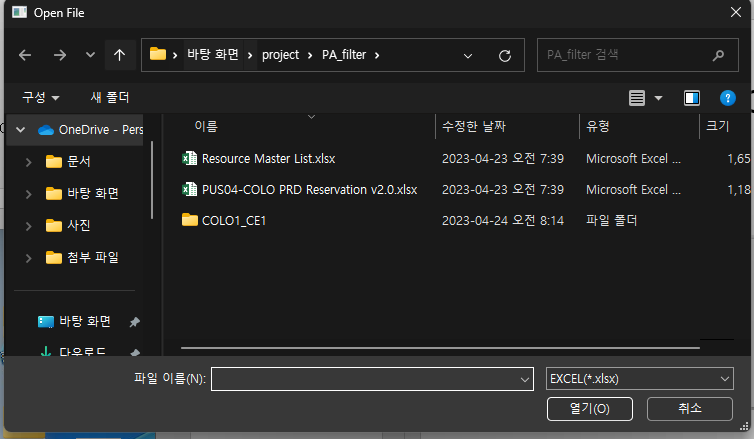 Open File
바탕 화면 > project > PA_filter >
PA_filter 검색
구성
새 폴더
OneDrive - Pers
문서
바탕 화면
사진
첨부 파일
바탕 화면
다운로드
이름 수정한 날짜 유형 크기
Resource Master List.xlsx 2023-04-23 오전 7:39 Microsoft Excel ... 1,65
PUS04-COLO PRD Reservation v2.0.xlsx 2023-04-23 오전 7:39 Microsoft Excel ... 1,18
COLO1_CE1 2023-04-24 오전 8:14 파일 폴더
파일 이름(N):
EXCEL(*.xlsx)
열기(O)
취소